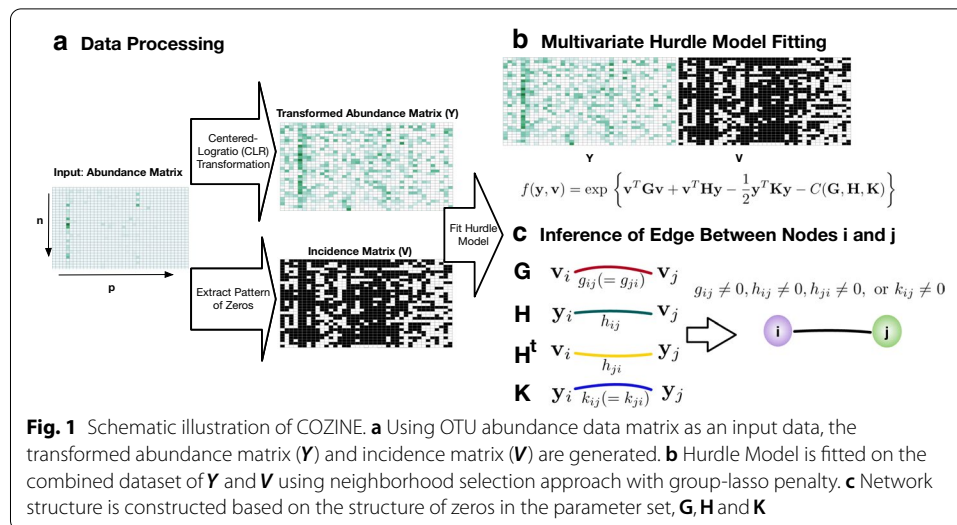 a Data Processing
Input: Abundance Matrix
n
p
Centered-
Logratio (CLR)
Transformation
Extract Pattern
of Zeros
Transformed Abundance Matrix (Y)
Incidence Matrix (V)
Fit Hurdle
Model
b Multivariate Hurdle Model Fitting
Y V
f(y, v) = exp { v^T Gv + v^T Hy − 1/2 y^T Ky − C(G, H, K) }
c Inference of Edge Between Nodes i and j
G v_i g_ij(= g_ji) v_j
H y_i h_ij v_j
H^t v_i h_ji y_j
K y_i k_ij(= k_ji) y_j
g_ij ≠ 0, h_ij ≠ 0, h_ji ≠ 0, or k_ij ≠ 0
i j
Fig. 1 Schematic illustration of COZINE. a Using OTU abundance data matrix as an input data, the
transformed abundance matrix (Y) and incidence matrix (V) are generated. b Hurdle Model is fitted on the
combined dataset of Y and V using neighborhood selection approach with group-lasso penalty. c Network
structure is constructed based on the structure of zeros in the parameter set, G, H and K